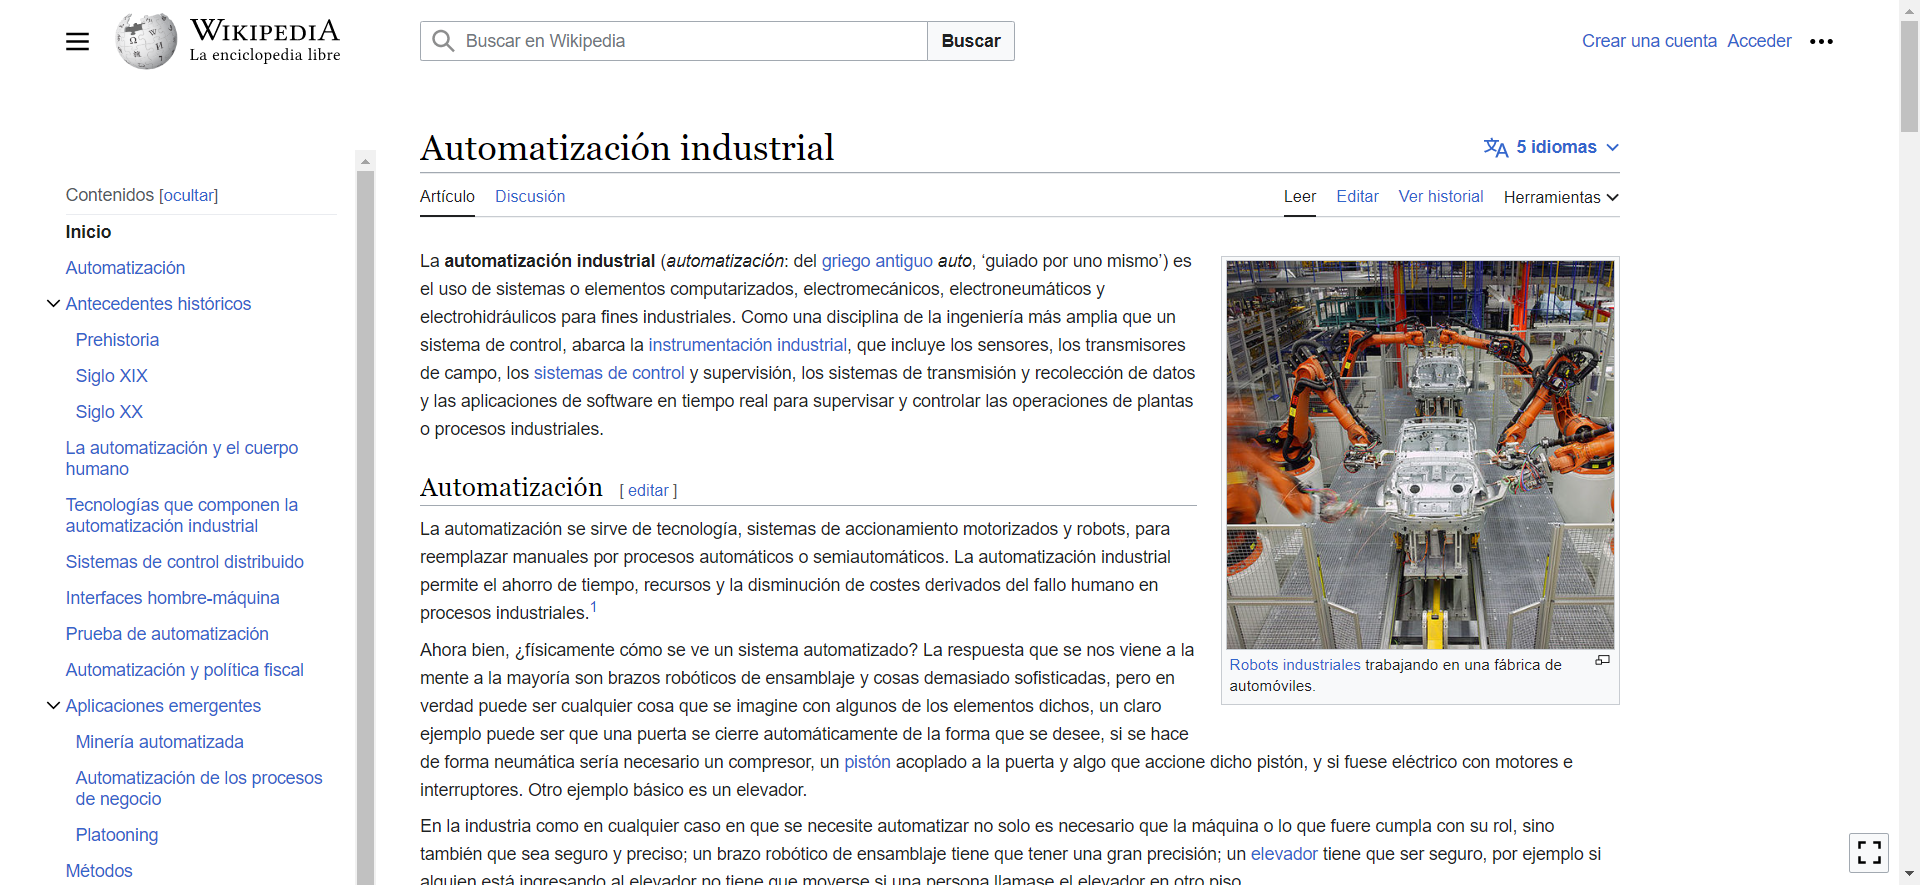 WIKIPEDIA
La enciclopedia libre
Buscar en Wikipedia
Buscar
Crear una cuenta Acceder
Contenidos [ocultar]
Inicio
Automatización
Antecedentes históricos
Prehistoria
Siglo XIX
Siglo XX
La automatización y el cuerpo
humano
Tecnologías que componen la
automatización industrial
Sistemas de control distribuido
Interfaces hombre-máquina
Prueba de automatización
Automatización y política fiscal
Aplicaciones emergentes
Minería automatizada
Automatización de los procesos
de negocio
Platooning
Métodos
Automatización industrial
5 idiomas
Artículo Discusión
Leer Editar Ver historial Herramientas
La automatización industrial (automatización: del griego antiguo auto, ‘guiado por uno mismo’) es
el uso de sistemas o elementos computarizados, electromecánicos, electroneumáticos y
electrohidráulicos para fines industriales. Como una disciplina de la ingeniería más amplia que un
sistema de control, abarca la instrumentación industrial, que incluye los sensores, los transmisores
de campo, los sistemas de control y supervisión, los sistemas de transmisión y recolección de datos
y las aplicaciones de software en tiempo real para supervisar y controlar las operaciones de plantas
o procesos industriales.
Robots industriales trabajando en una fábrica de
automóviles.
Automatización [ editar ]
La automatización se sirve de tecnología, sistemas de accionamiento motorizados y robots, para
reemplazar manuales por procesos automáticos o semiautomáticos. La automatización industrial
permite el ahorro de tiempo, recursos y la disminución de costes derivados del fallo humano en
procesos industriales.1
Ahora bien, ¿físicamente cómo se ve un sistema automatizado? La respuesta que se nos viene a la
mente a la mayoría son brazos robóticos de ensamblaje y cosas demasiado sofisticadas, pero en
verdad puede ser cualquier cosa que se imagine con algunos de los elementos dichos, un claro
ejemplo puede ser que una puerta se cierre automáticamente de la forma que se desee, si se hace
de forma neumática sería necesario un compresor, un pistón acoplado a la puerta y algo que accione dicho pistón, y si fuese eléctrico con motores e
interruptores. Otro ejemplo básico es un elevador.
En la industria como en cualquier caso en que se necesite automatizar no solo es necesario que la máquina o lo que fuere cumpla con su rol, sino
también que sea seguro y preciso; un brazo robótico de ensamblaje tiene que tener una gran precisión; un elevador tiene que ser seguro, por ejemplo si
alguien está ingresando al elevador no tiene que moverse si una persona llamase el elevador en otro piso.